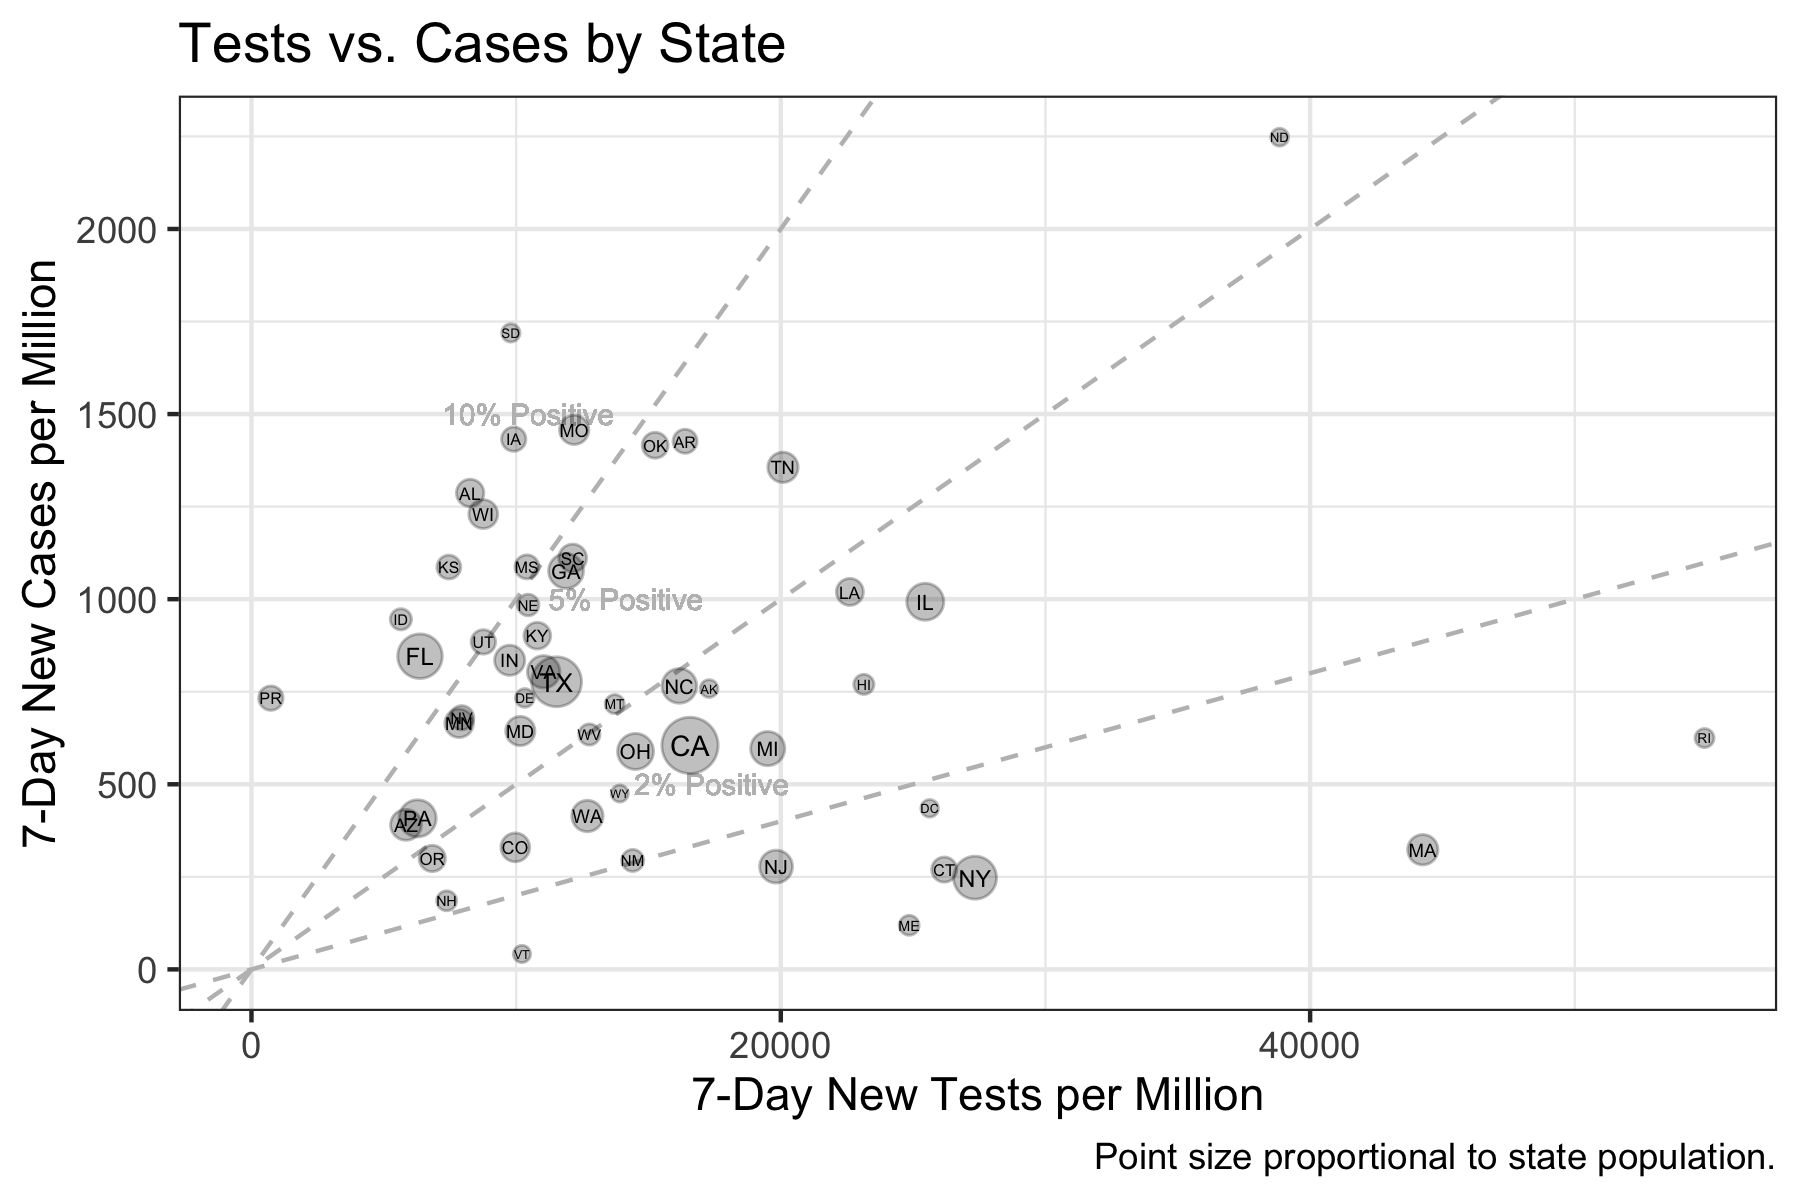 Tests vs. Cases by State
7-Day New Cases per Million
2000
1500
1000
500
0
ND
SD
10% Positive
MO
IA
OK
AR
TN
AL
WI
KS
MS
SC
GA
NE
5% Positive
LA
IL
ID
UT
KY
FL
IN
VA
TX
PR
DE
NC
AK
HI
MT
NV
MN
MD
WV
OH
CA
MI
RI
2% Positive
WY
DC
PA
AZ
WA
OR
CO
NM
NJ
MA
CT
NY
NH
ME
VT
0
20000
40000
7-Day New Tests per Million
Point size proportional to state population.